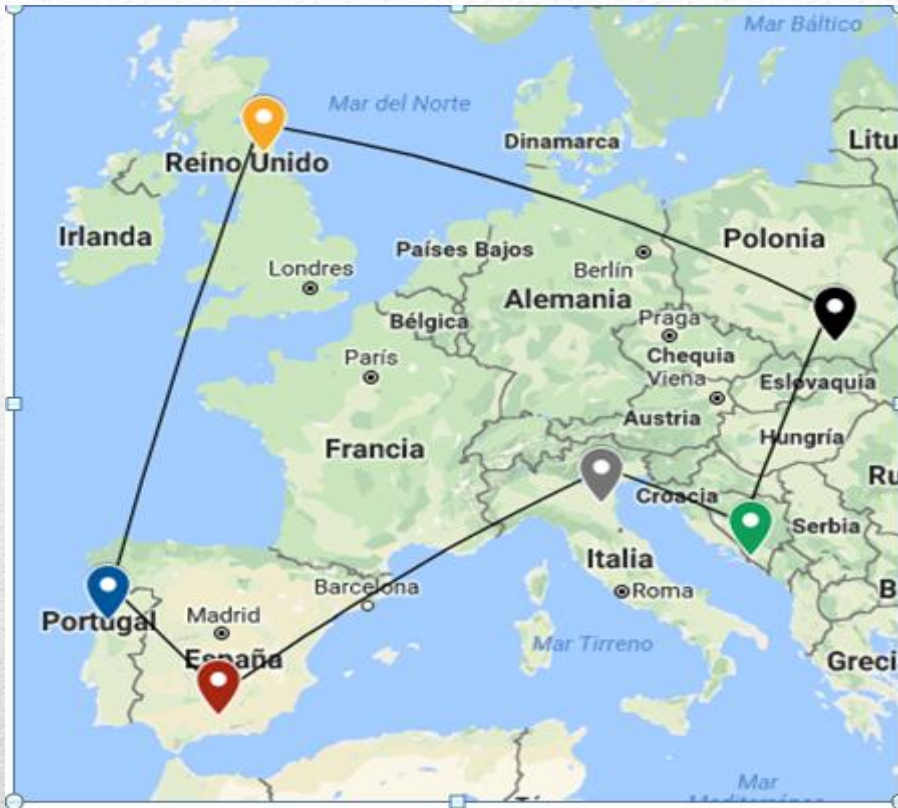 Mar Báltico
Mar del Norte
Dinamarca
Litu
Reino Unido
Irlanda
Países Bajos
Polonia
Londres
Berlín
Alemania
Bélgica
Praga
París
Chequia
Viena
Eslovaquia
Austria
Francia
Hungría
Ru
Croacia
Serbia
Italia
Barcelona
Roma
B
Portugal
Madrid
España
Mar Tirreno
Greci
Mar